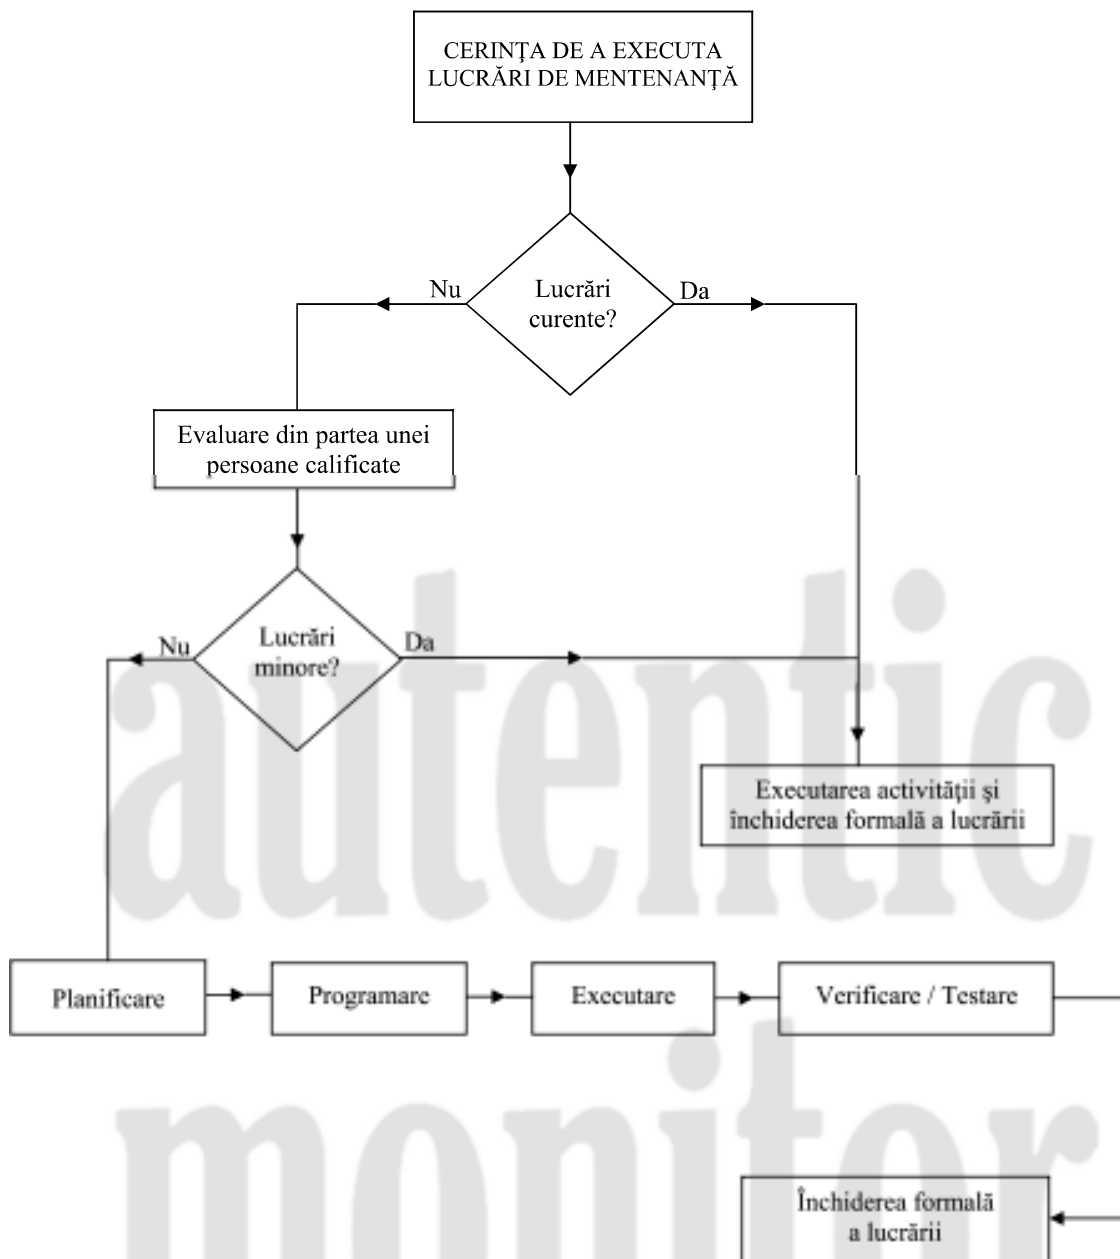 CERINŢA DE A EXECUTA
LUCRĂRI DE MENTENANŢĂ
Nu
Lucrări
curente?
Da
Evaluare din partea unei
persoane calificate
Nu
Lucrări
minore?
Da
Executarea activităţii şi
închiderea formală a lucrării
Planificare
Programare
Executare
Verificare / Testare
Închiderea formală
a lucrării
autentic
monitor